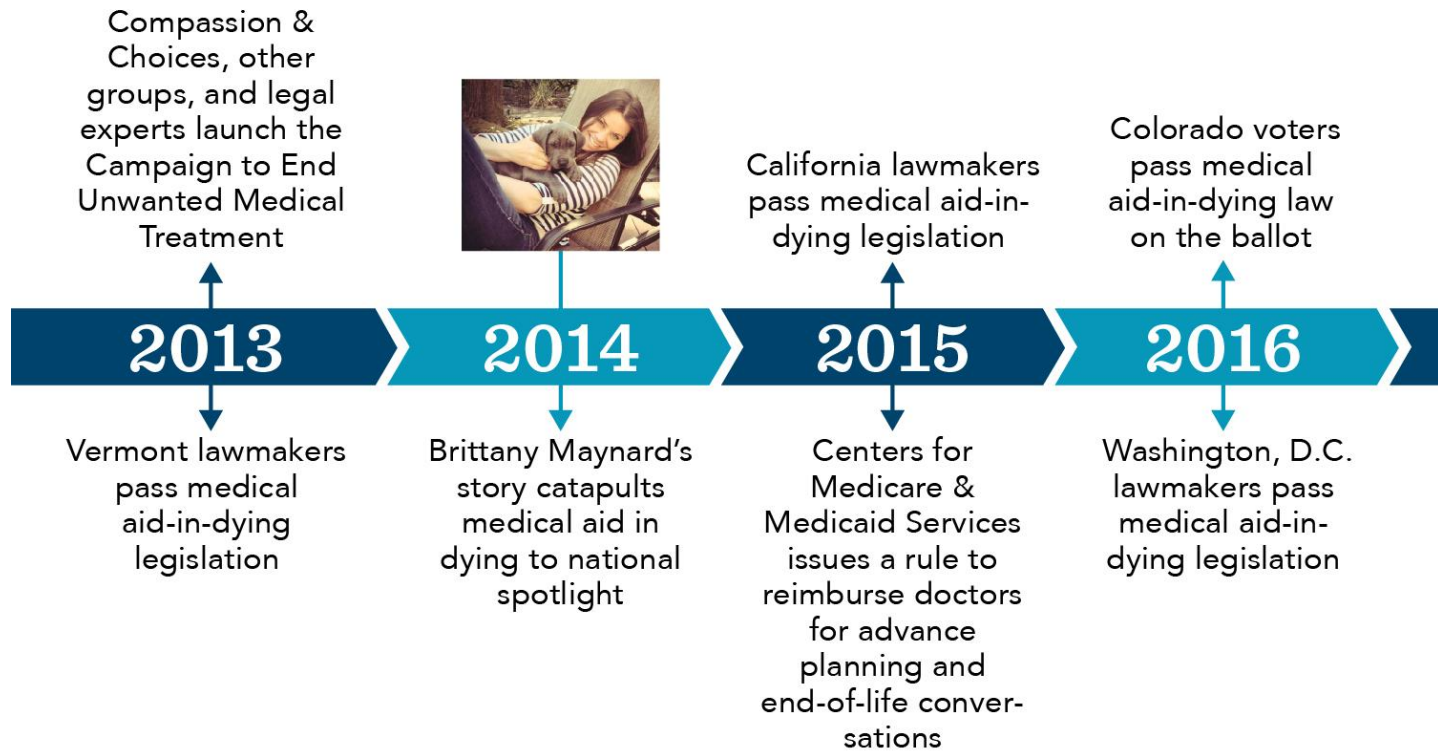 Compassion &
Choices, other
groups, and legal
experts launch the
Campaign to End
Unwanted Medical
Treatment
California lawmakers
pass medical aid-in-
dying legislation
Colorado voters
pass medical
aid-in-dying law
on the ballot
2013
2014
2015
2016
Vermont lawmakers
pass medical
aid-in-dying
legislation
Brittany Maynard’s
story catapults
medical aid in
dying to national
spotlight
Centers for
Medicare &
Medicaid Services
issues a rule to
reimburse doctors
for advance
planning and
end-of-life conver-
sations
Washington, D.C.
lawmakers pass
medical aid-in-
dying legislation